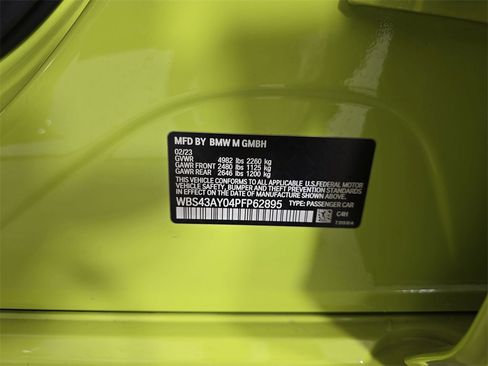 MFD BY BMW M GMBH
02/23
GVWR 4982 lbs 2260 kg
GAWR FRONT 2480 lbs 1125 kg
GAWR REAR 2646 lbs 1200 kg
THIS VEHICLE CONFORMS TO ALL APPLICABLE U.S.FEDERAL MOTOR
VEHICLE SAFETY, BUMPER AND THEFT PREVENTION STANDARDS
IN EFFECT ON THE DATE OF MANUFACTURE SHOWN ABOVE.
WBS43AY04PFP62895 TYPE: PASSENGER CAR
C4H